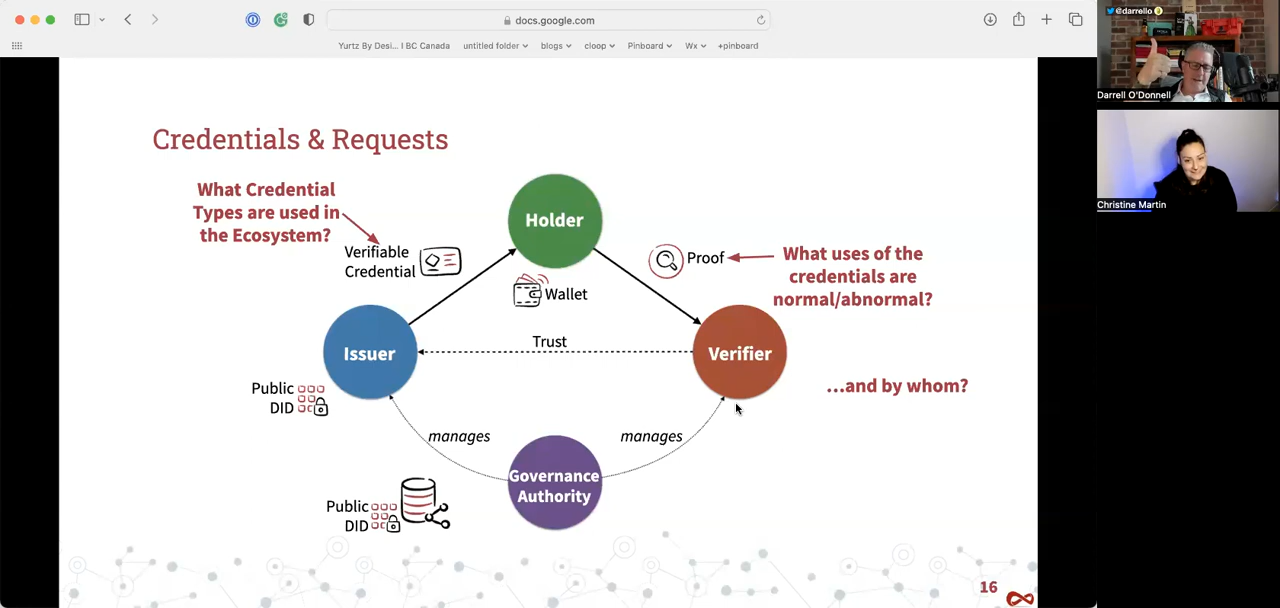 docs.google.com
Yurtz By Desi... | BC Canada
untitled folder
blogs
cloop
Pinboard
Wx
+pinboard
@darrello
Darrell O'Donnell
Christine Martin
Credentials & Requests
What Credential
Types are used in
the Ecosystem?
Verifiable
Credential
Holder
Wallet
Proof
What uses of the
credentials are
normal/abnormal?
Issuer
Trust
Verifier
...and by whom?
Public
DID
manages
manages
Governance
Authority
Public
DID
16